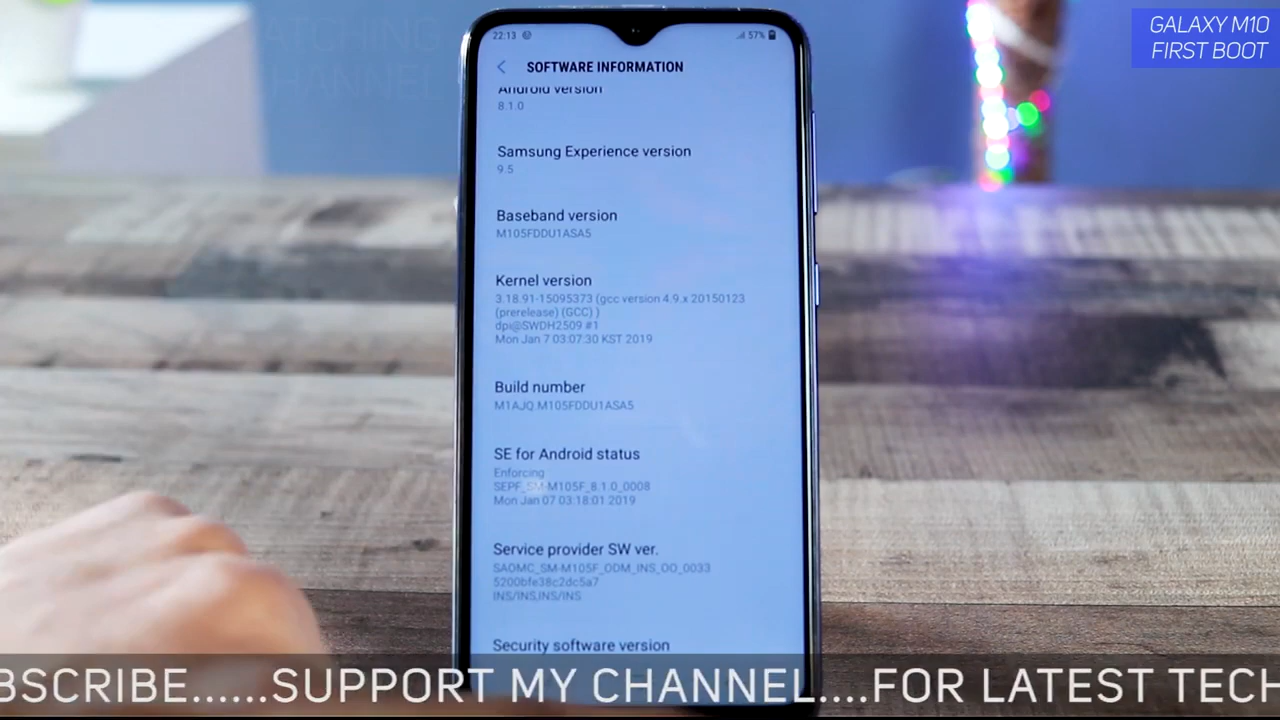 GALAXY M10
FIRST BOOT
ATCHING
CHANNEL
22:13
57%
SOFTWARE INFORMATION
Android version
8.1.0
Samsung Experience version
9.5
Baseband version
M105FDDU1ASA5
Kernel version
3.18.91-15095373 (gcc version 4.9.x 20150123
(prerelease) (GCC) )
dpi@SWDH2509 #1
Mon Jan 7 03:07:30 KST 2019
Build number
M1AJQ.M105FDDU1ASA5
SE for Android status
Enforcing
SEPF_SM-M105F_8.1.0_0008
Mon Jan 07 03:18:01 2019
Service provider SW ver.
SAOMC_SM-M105F_ODM_INS_OO_0033
5200bfe38c2dc5a7
INS/INS,INS/INS
Security software version
BSCRIBE......SUPPORT MY CHANNEL....FOR LATEST TECH